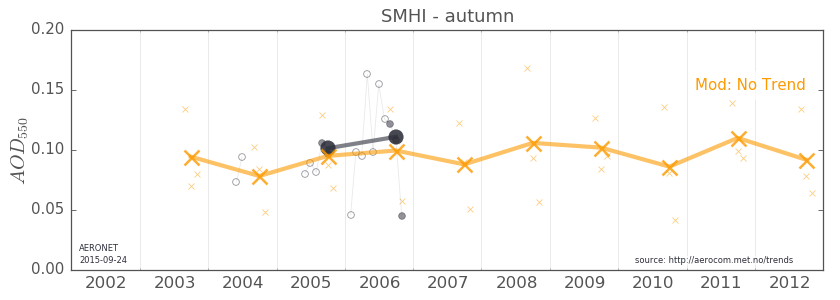 SMHI - autumn
0.20
0.15
0.10
0.05
0.00
AOD550
Mod: No Trend
AERONET
2015-09-24
source: http://aerocom.met.no/trends
2002 2003 2004 2005 2006 2007 2008 2009 2010 2011 2012